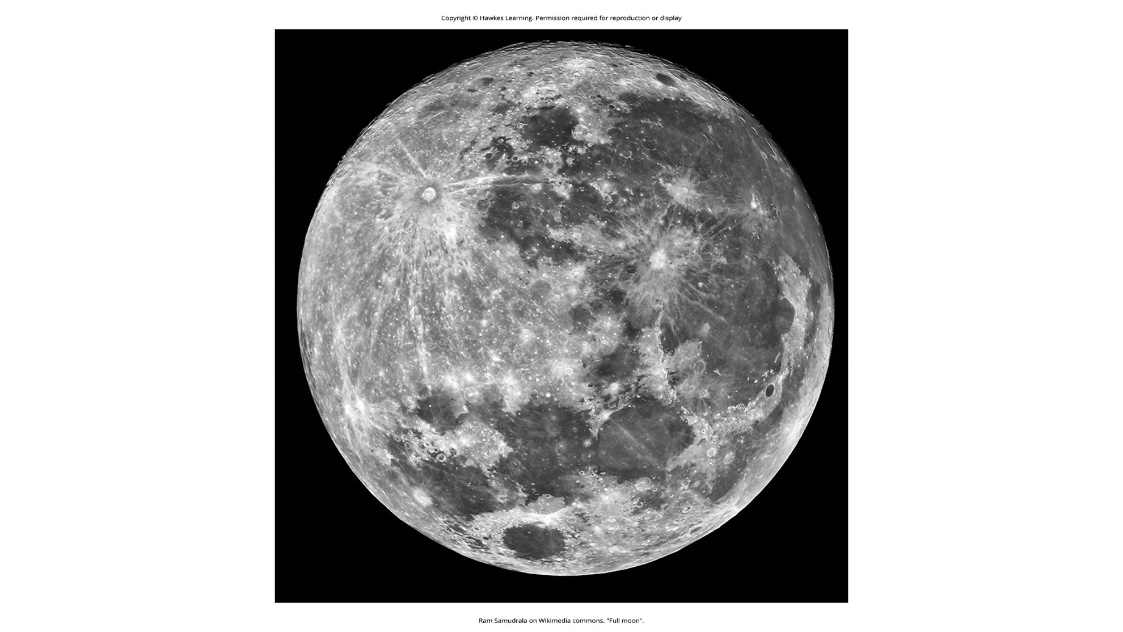 Copyright © Hawkes Learning. Permission required for reproduction or display
Ram Samudrala on Wikimedia commons. "Full moon".